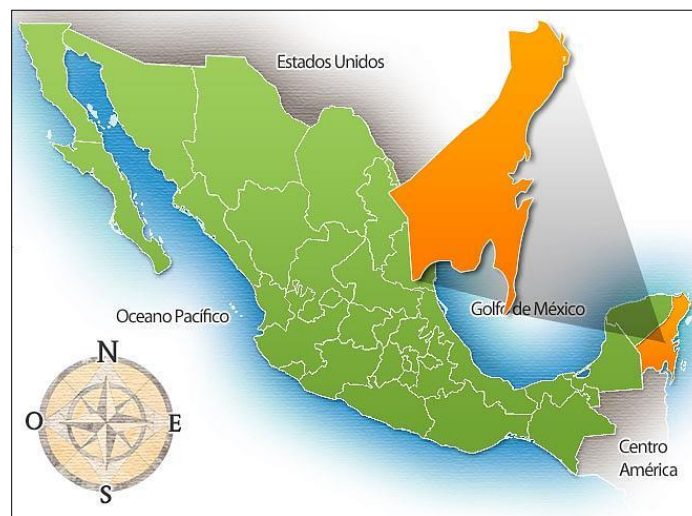 Estados Unidos
Golfo de México
Oceano Pacífico
N
O
E
S
Centro
América